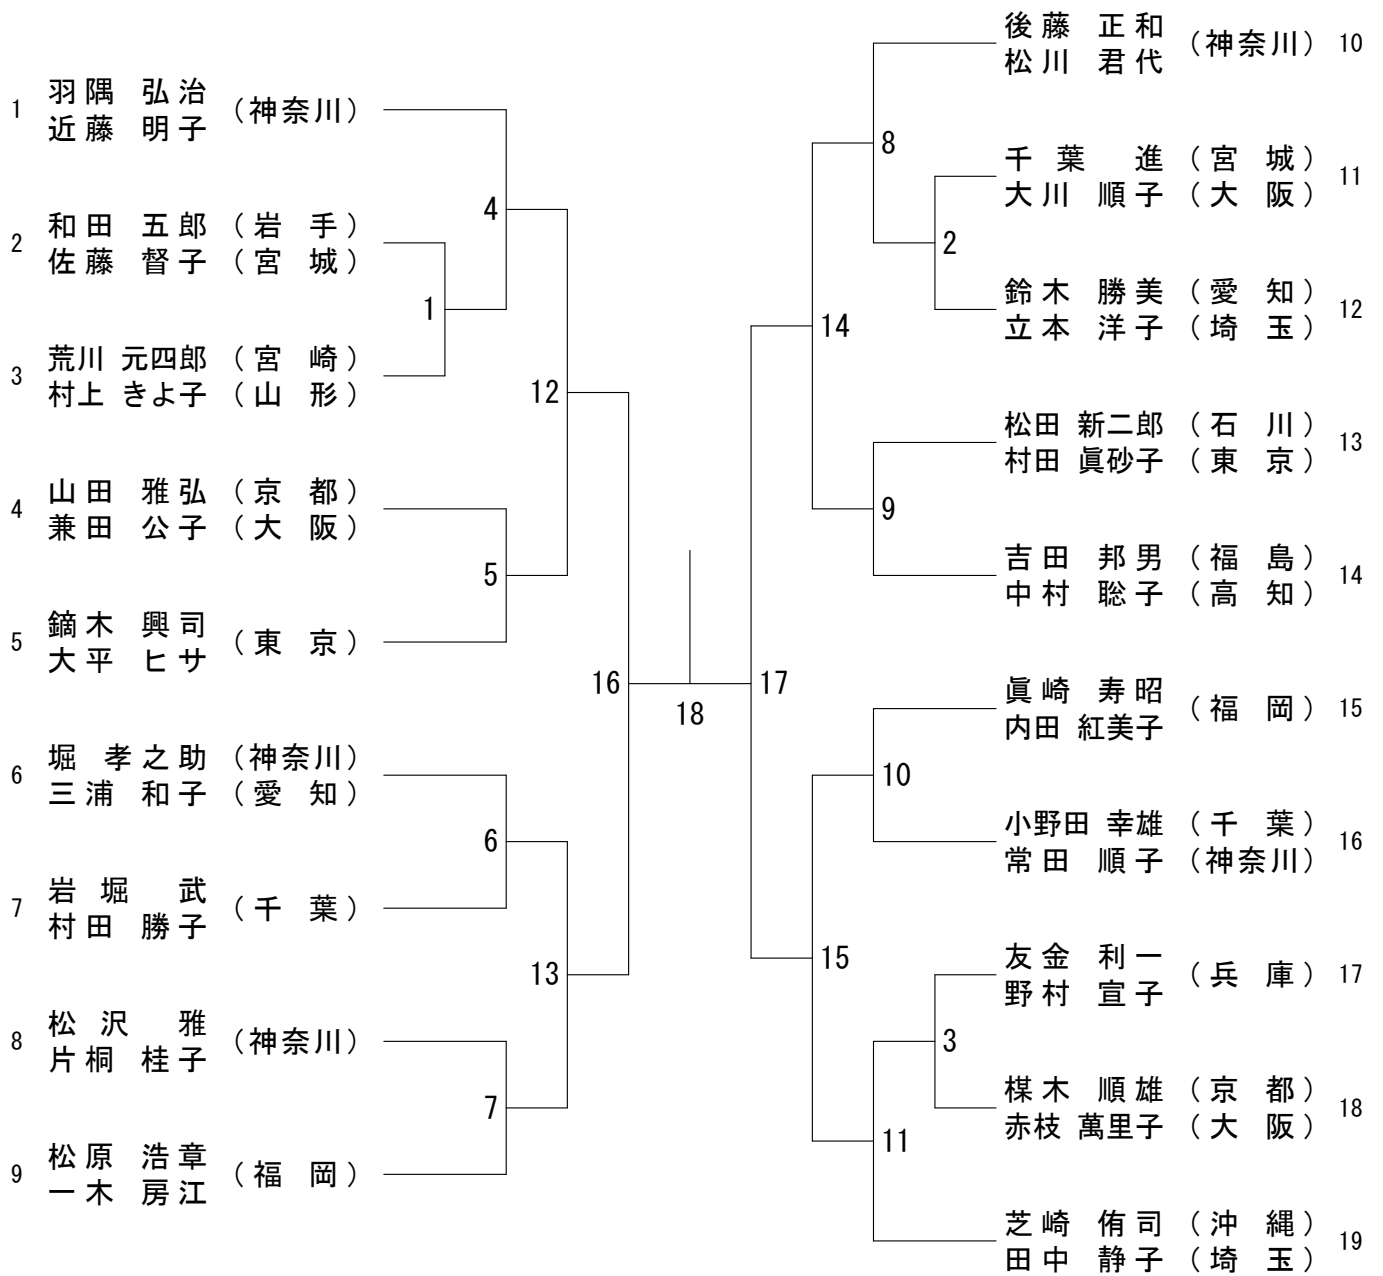 1 羽隅 弘治 (神奈川)
近藤 明子
4
2 和田 五郎 (岩手)
佐藤 督子 (宮城)
1
3 荒川 元四郎 (宮崎)
村上 きよ子 (山形)
12
4 山田 雅弘 (京都)
兼田 公子 (大阪)
5
5 鏑木 興司 (東京)
大平 ヒサ
16
6 堀 孝之助 (神奈川)
三浦 和子 (愛知)
6
7 岩堀 武 (千葉)
村田 勝子
13
8 松沢 雅 (神奈川)
片桐 桂子
7
9 松原 浩章 (福岡)
一木 房江
18
後藤 正和 (神奈川) 10
松川 君代
8
千葉 進 (宮城) 11
大川 順子 (大阪)
2
鈴木 勝美 (愛知) 12
立本 洋子 (埼玉)
14
松田 新二郎 (石川) 13
村田 眞砂子 (東京)
9
吉田 邦男 (福島) 14
中村 聡子 (高知)
17
眞崎 寿昭 (福岡) 15
内田 紅美子
10
小野田 幸雄 (千葉) 16
常田 順子 (神奈川)
15
友金 利一 (兵庫) 17
野村 宣子
3
楳木 順雄 (京都) 18
赤枝 萬里子 (大阪)
11
芝崎 侑司 (沖縄) 19
田中 静子 (埼玉)